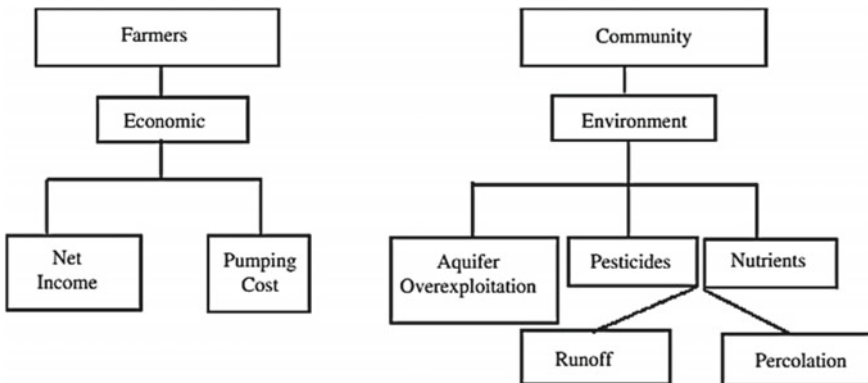 Farmers
Community
Economic
Environment
Net
Income
Pumping
Cost
Aquifer
Overexploitation
Pesticides
Nutrients
Runoff
Percolation